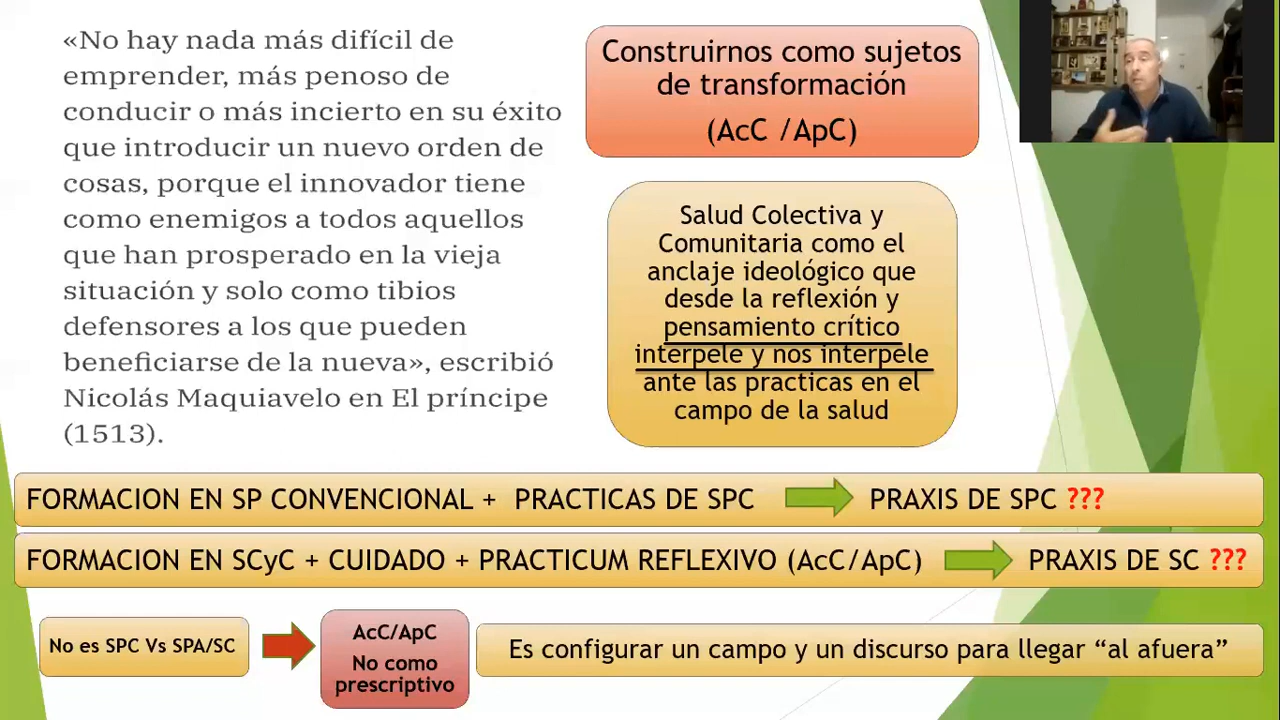 «No hay nada más difícil de
emprender, más penoso de
conducir o más incierto en su éxito
que introducir un nuevo orden de
cosas, porque el innovador tiene
como enemigos a todos aquellos
que han prosperado en la vieja
situación y solo como tibios
defensores a los que pueden
beneficiarse de la nueva», escribió
Nicolás Maquiavelo en El príncipe
(1513).
Construirnos como sujetos
de transformación
(AcC /ApC)
Salud Colectiva y
Comunitaria como el
anclaje ideológico que
desde la reflexión y
pensamiento crítico
interpele y nos interpele
ante las practicas en el
campo de la salud
FORMACION EN SP CONVENCIONAL + PRACTICAS DE SPC PRAXIS DE SPC ???
FORMACION EN SCyC + CUIDADO + PRACTICUM REFLEXIVO (AcC/ApC) PRAXIS DE SC ???
No es SPC Vs SPA/SC
AcC/ApC
No como
prescriptivo
Es configurar un campo y un discurso para llegar “al afuera”